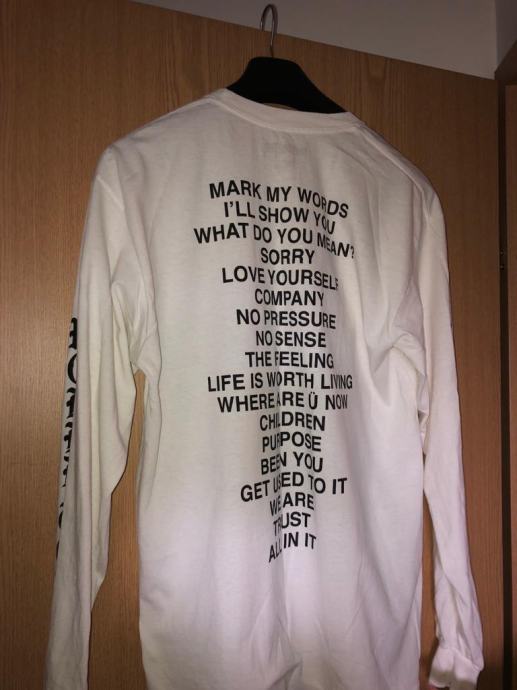 MARK MY WORDS
I'LL SHOW YOU
WHAT DO YOU MEAN?
SORRY
LOVE YOURSELF
COMPANY
NO PRESSURE
NO SENSE
THE FEELING
LIFE IS WORTH LIVING
WHERE ARE Ü NOW
CHILDREN
PURPOSE
BEEN YOU
GET USED TO IT
WE ARE
TRUST
ALL IN IT